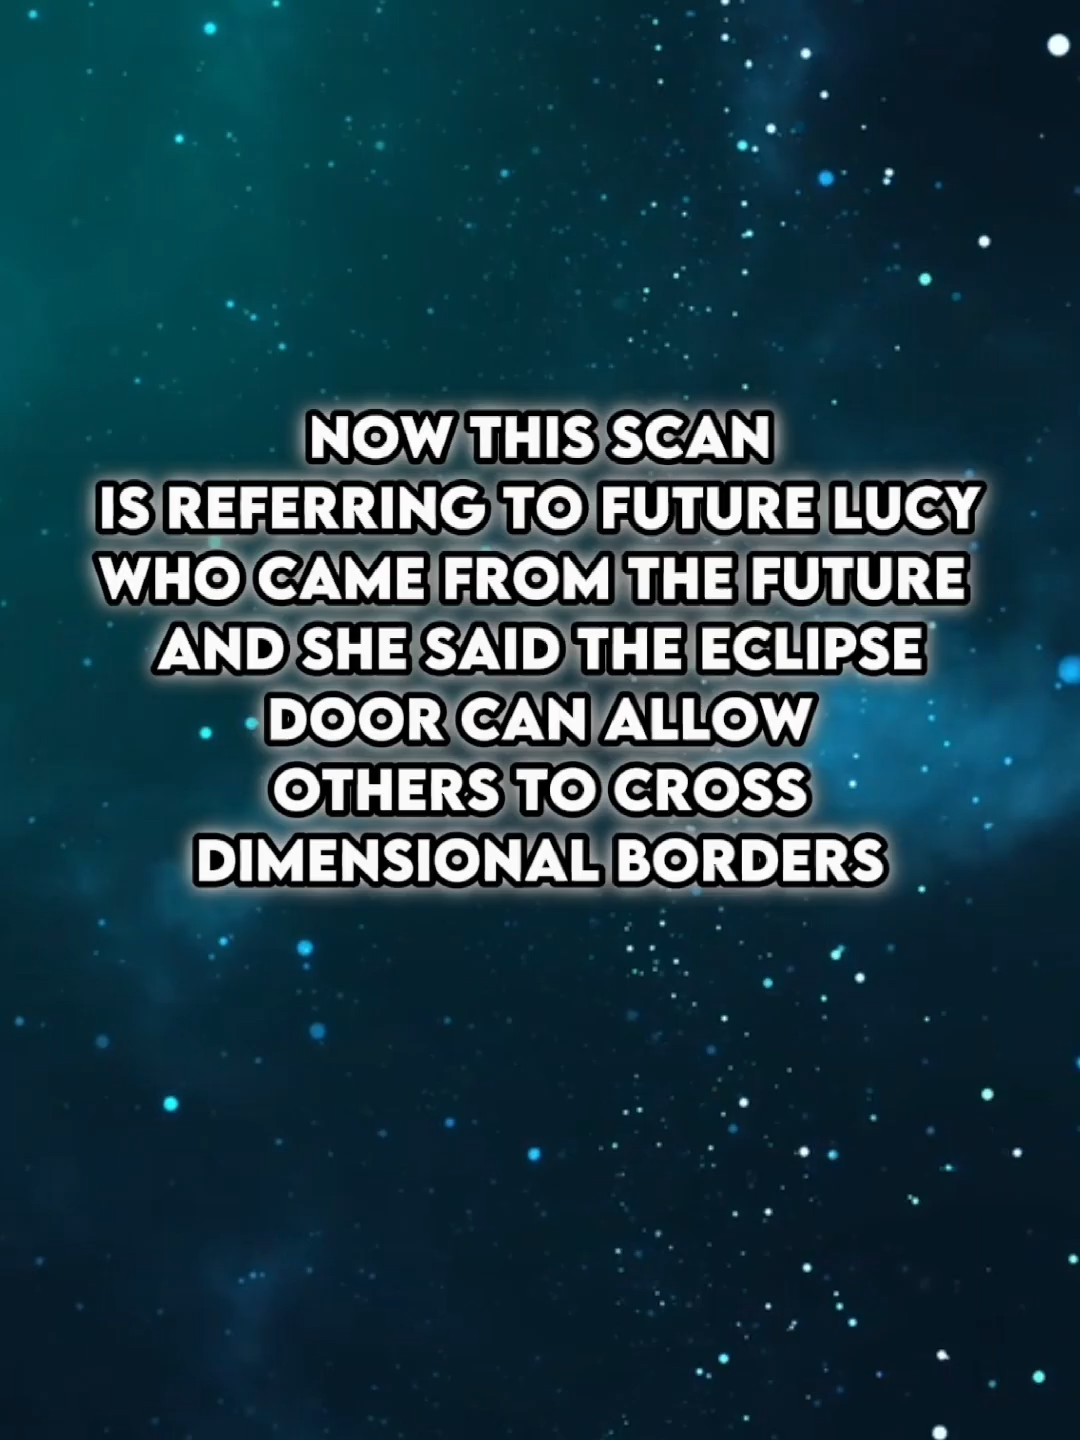 NOW THIS SCAN
IS REFERRING TO FUTURE LUCY
WHO CAME FROM THE FUTURE
AND SHE SAID THE ECLIPSE
DOOR CAN ALLOW
OTHERS TO CROSS
DIMENSIONAL BORDERS